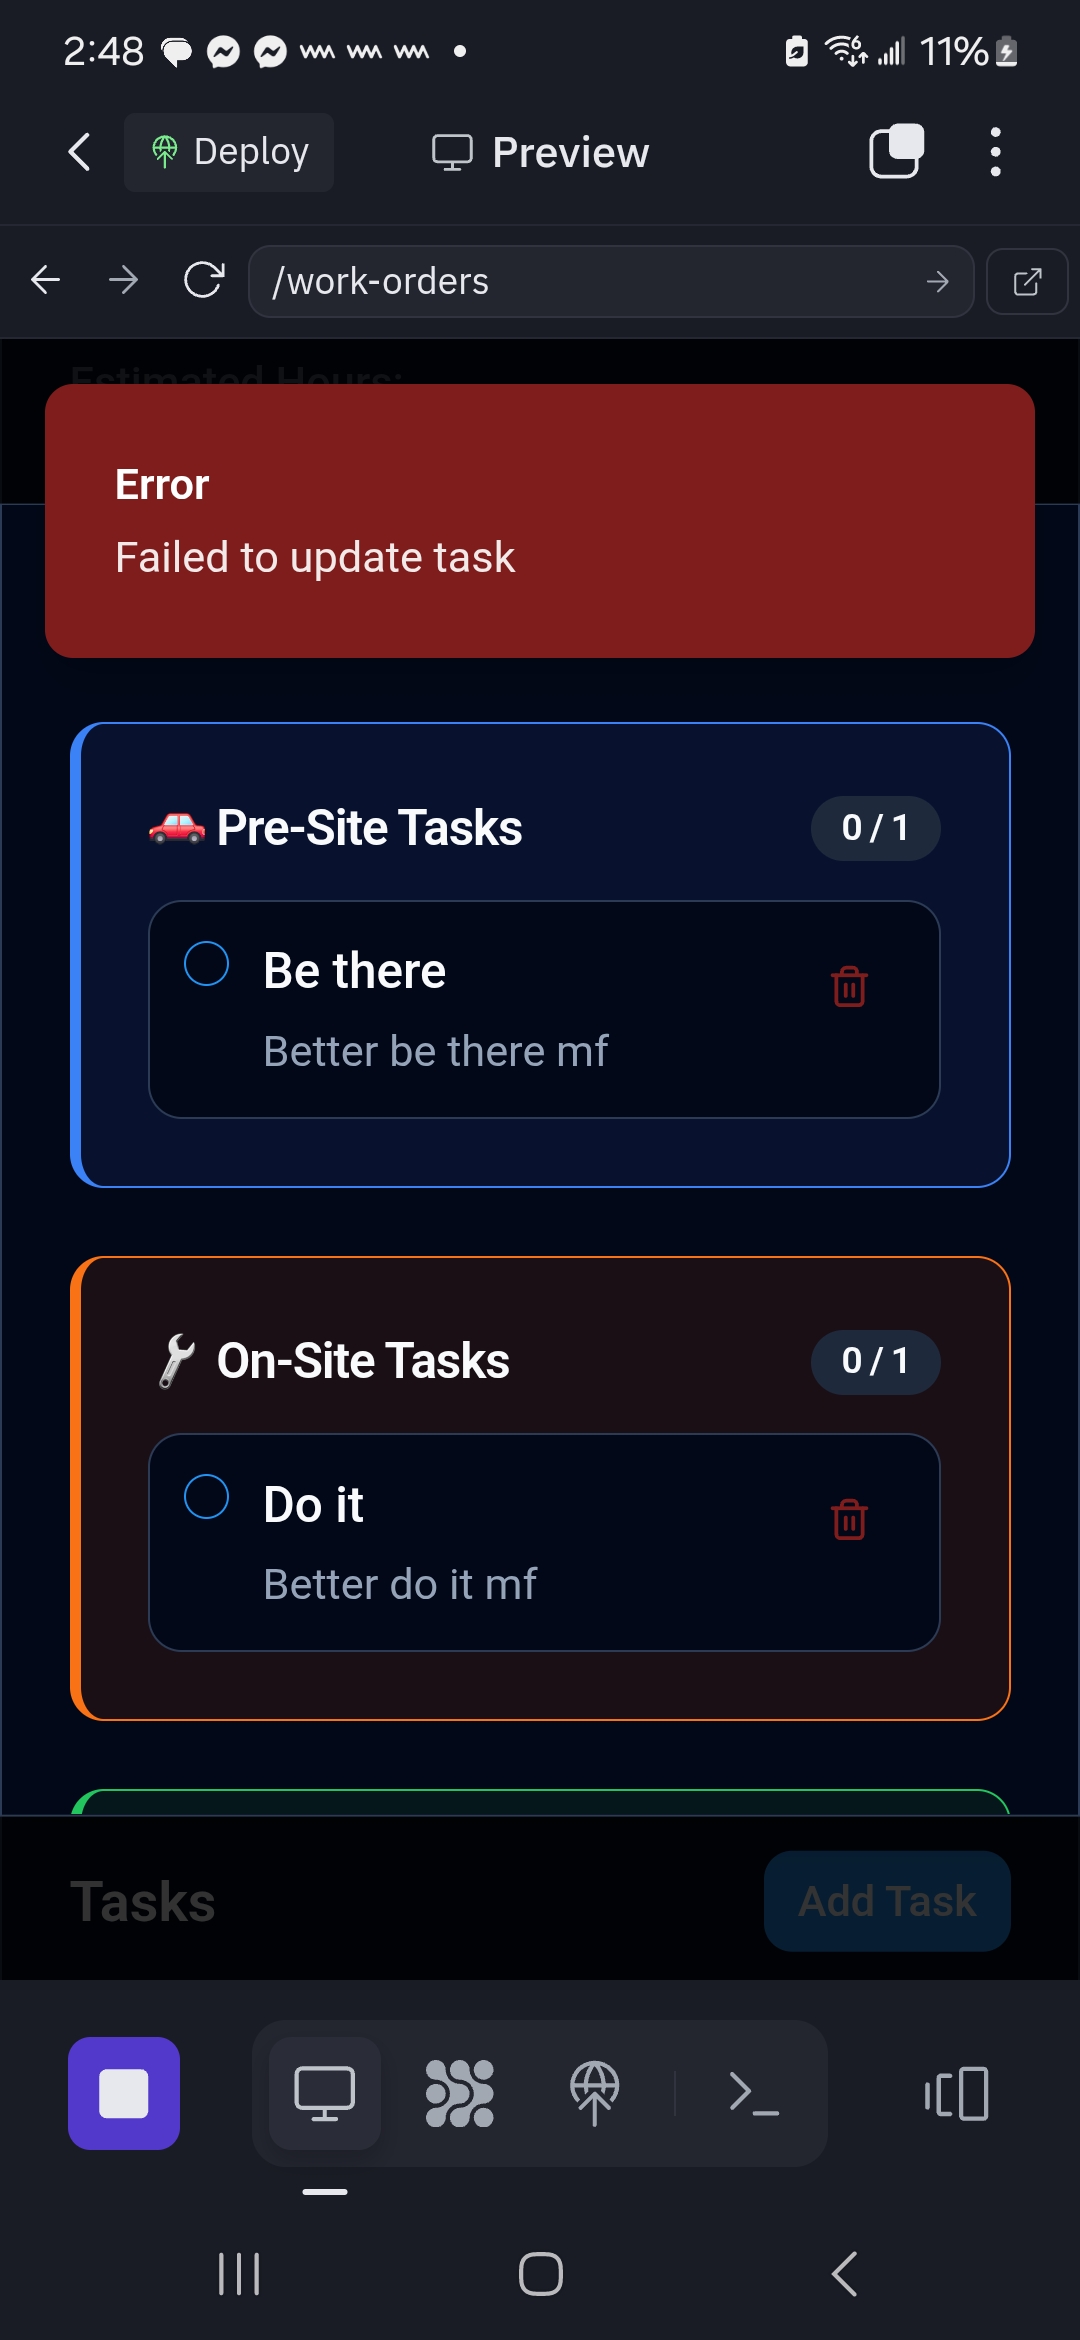 2:48
11%
Deploy
Preview
/work-orders
Estimated Hours:
Error
Failed to update task
🚗 Pre-Site Tasks
0 / 1
Be there
Better be there mf
🔧 On-Site Tasks
0 / 1
Do it
Better do it mf
Tasks
Add Task